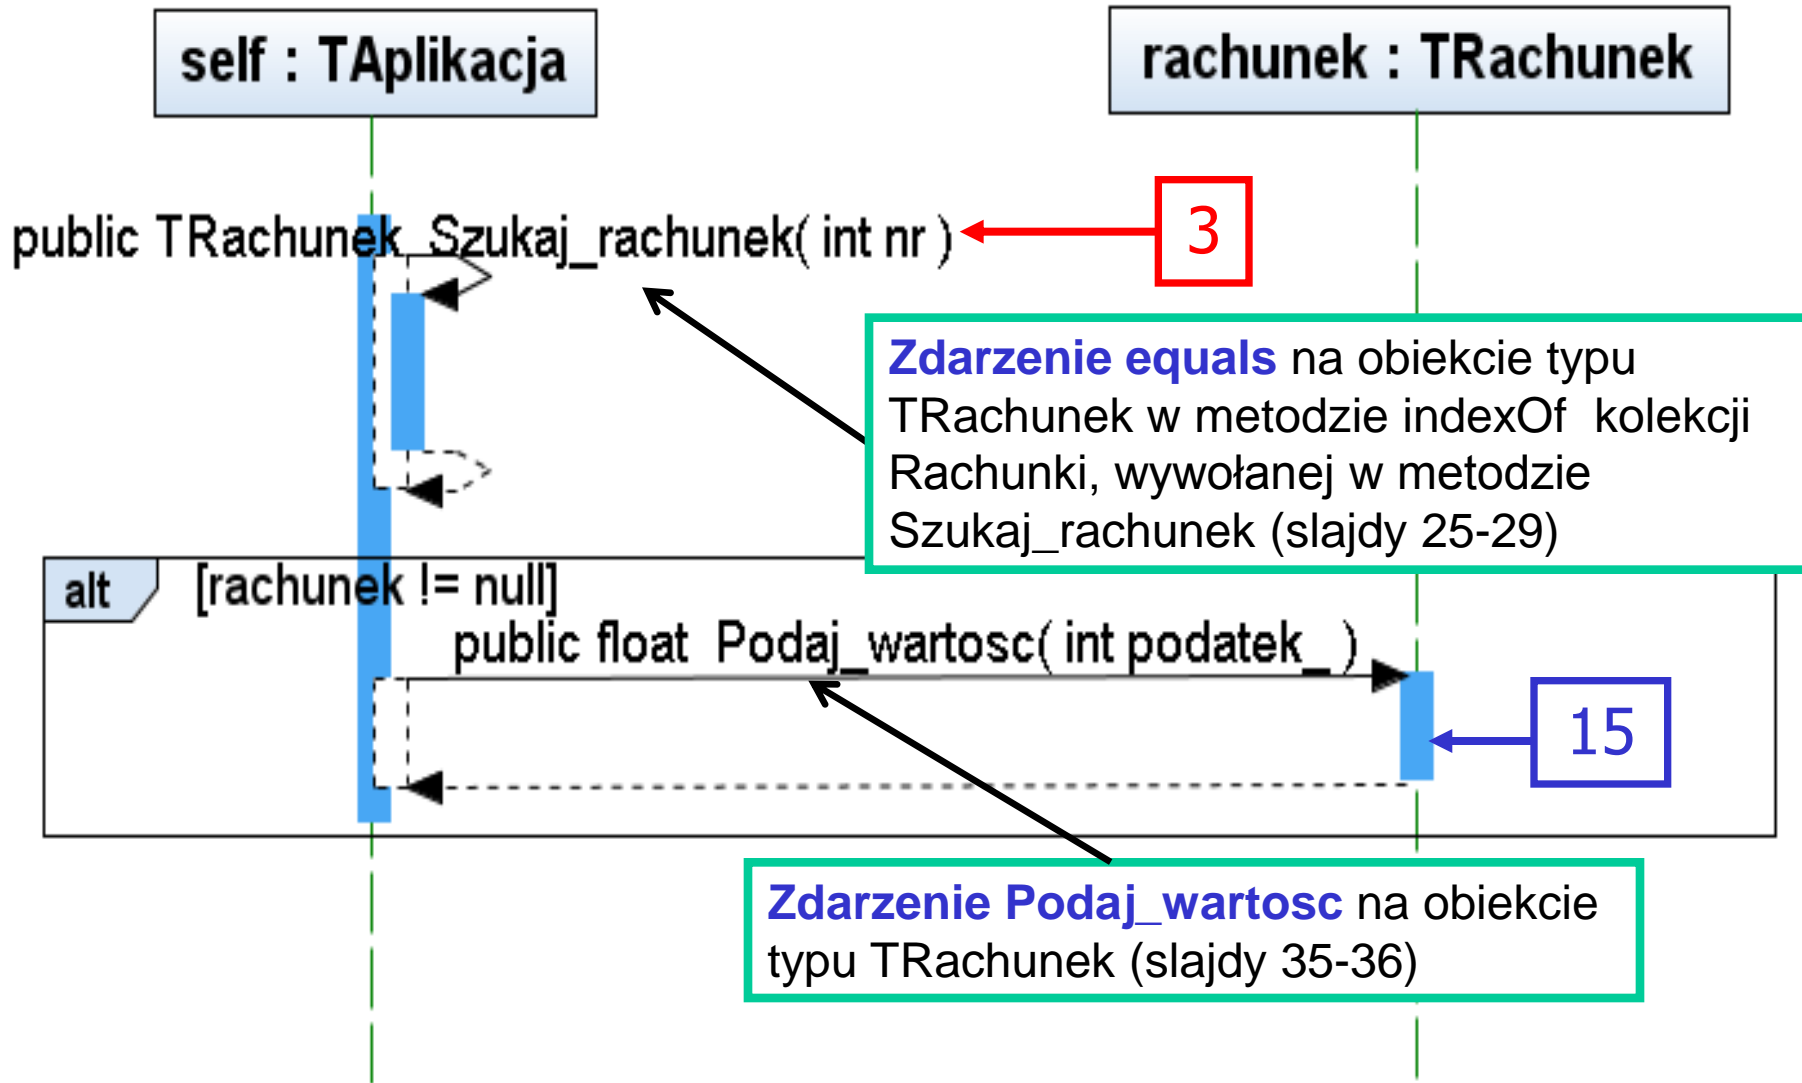 self : TAplikacja
rachunek : TRachunek
public TRachunek Szukaj_rachunek( int nr )
3
Zdarzenie equals na obiekcie typu
TRachunek w metodzie indexOf kolekcji
Rachunki, wywołanej w metodzie
Szukaj_rachunek (slajdy 25-29)
alt
[rachunek != null]
public float Podaj_wartosc( int podatek_ )
15
Zdarzenie Podaj_wartosc na obiekcie
typu TRachunek (slajdy 35-36)